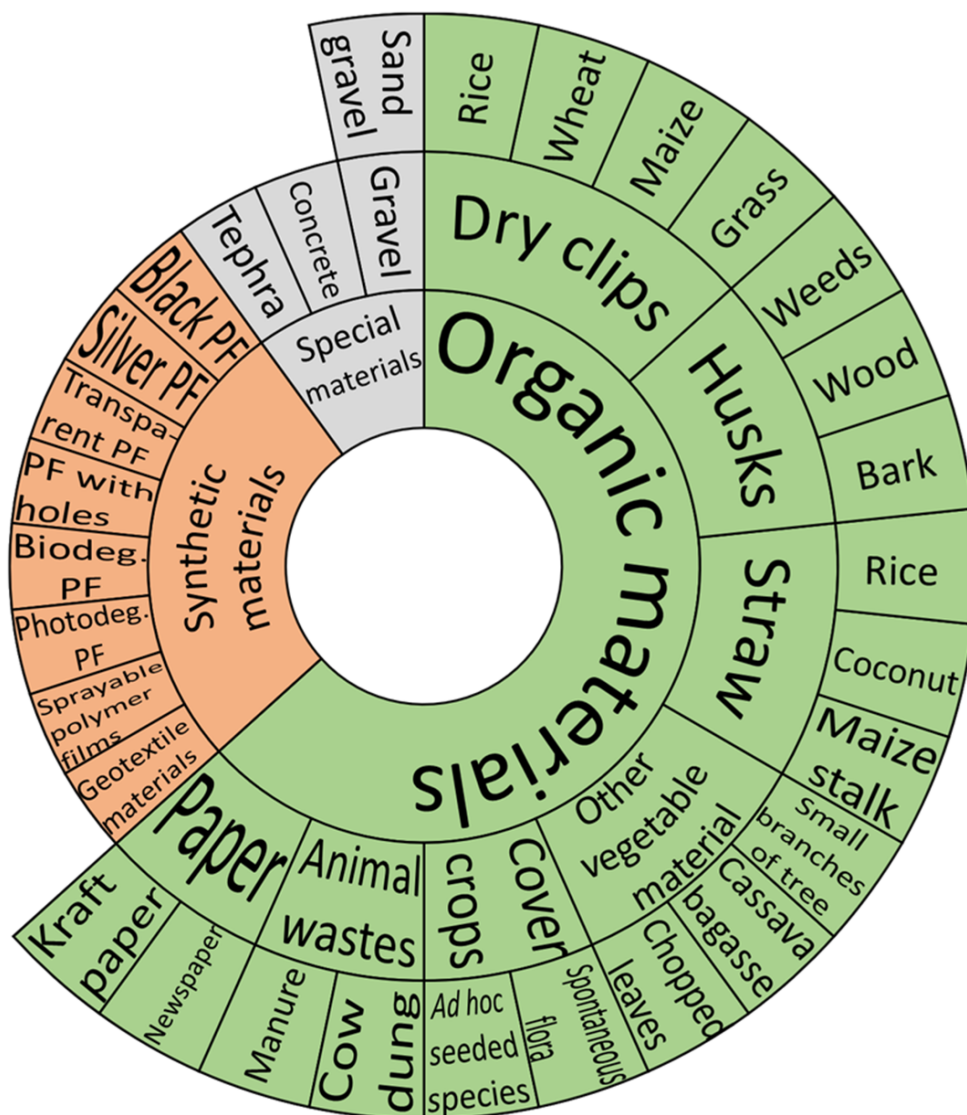 Organic materials
Dry clips
Rice
Wheat
Maize
Grass
Husks
Weeds
Wood
Bark
Straw
Rice
Coconut
Maize
stalk
Other
vegetable
material
Small
branches
of tree
Cassava
bagasse
Chopped
leaves
Cover
crops
Spontaneous
flora
Ad hoc
seeded
species
Animal
wastes
Cow
dung
Manure
Paper
Newspaper
Kraft
paper
Synthetic
materials
Geotextile
materials
Sprayable
polymer
films
Photodeg.
PF
Biodeg.
PF
PF with
holes
Transpa-
rent PF
Silver PF
Black PF
Special
materials
Tephra
Concrete
Gravel
Sand
gravel